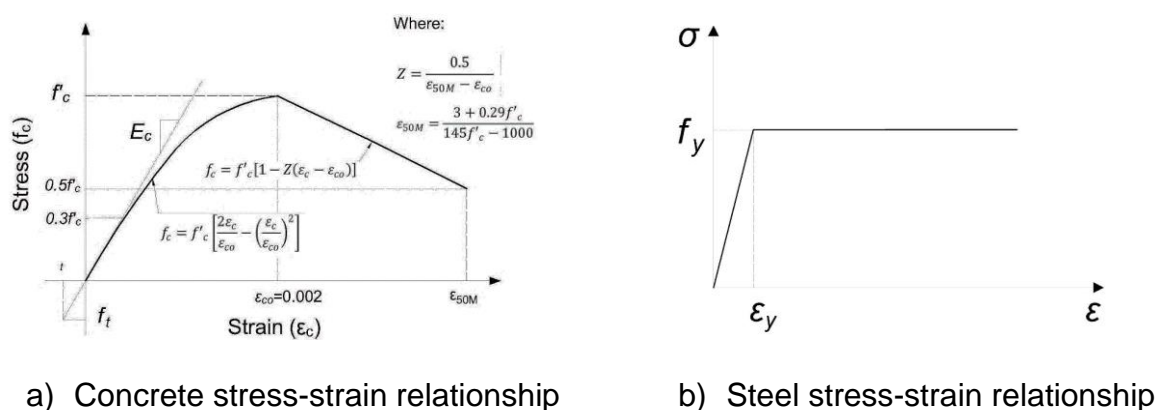 Where:
Z = 0.5 / (ε50M − εco)
ε50M = (3 + 0.29f'c) / (145f'c − 1000)
Stress (fc)
f'c
Ec
fc = f'c[1 − Z(εc − εco)]
0.5f'c
0.3f'c
fc = f'c[2εc/εco − (εc/εco)²]
t
ft
εco=0.002
ε50M
Strain (εc)
σ
fy
εy
ε
a) Concrete stress-strain relationship
b) Steel stress-strain relationship